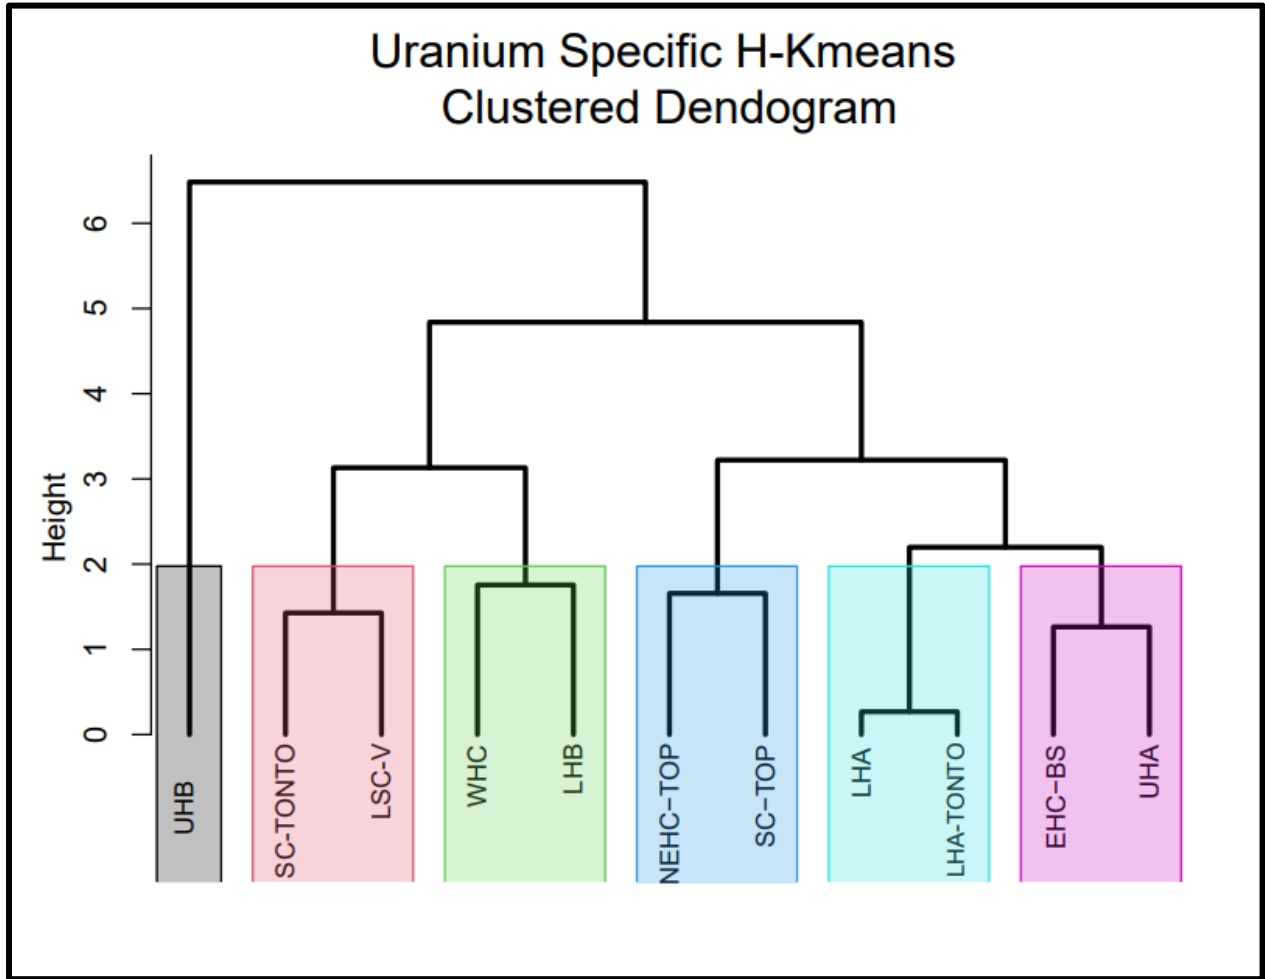 Uranium Specific H-Kmeans
Clustered Dendogram
Height
6
5
4
3
2
1
0
UHB
SC-TONTO
LSC-V
WHC
LHB
NEHC−TOP
SC−TOP
LHA
LHA-TONTO
EHC−BS
UHA